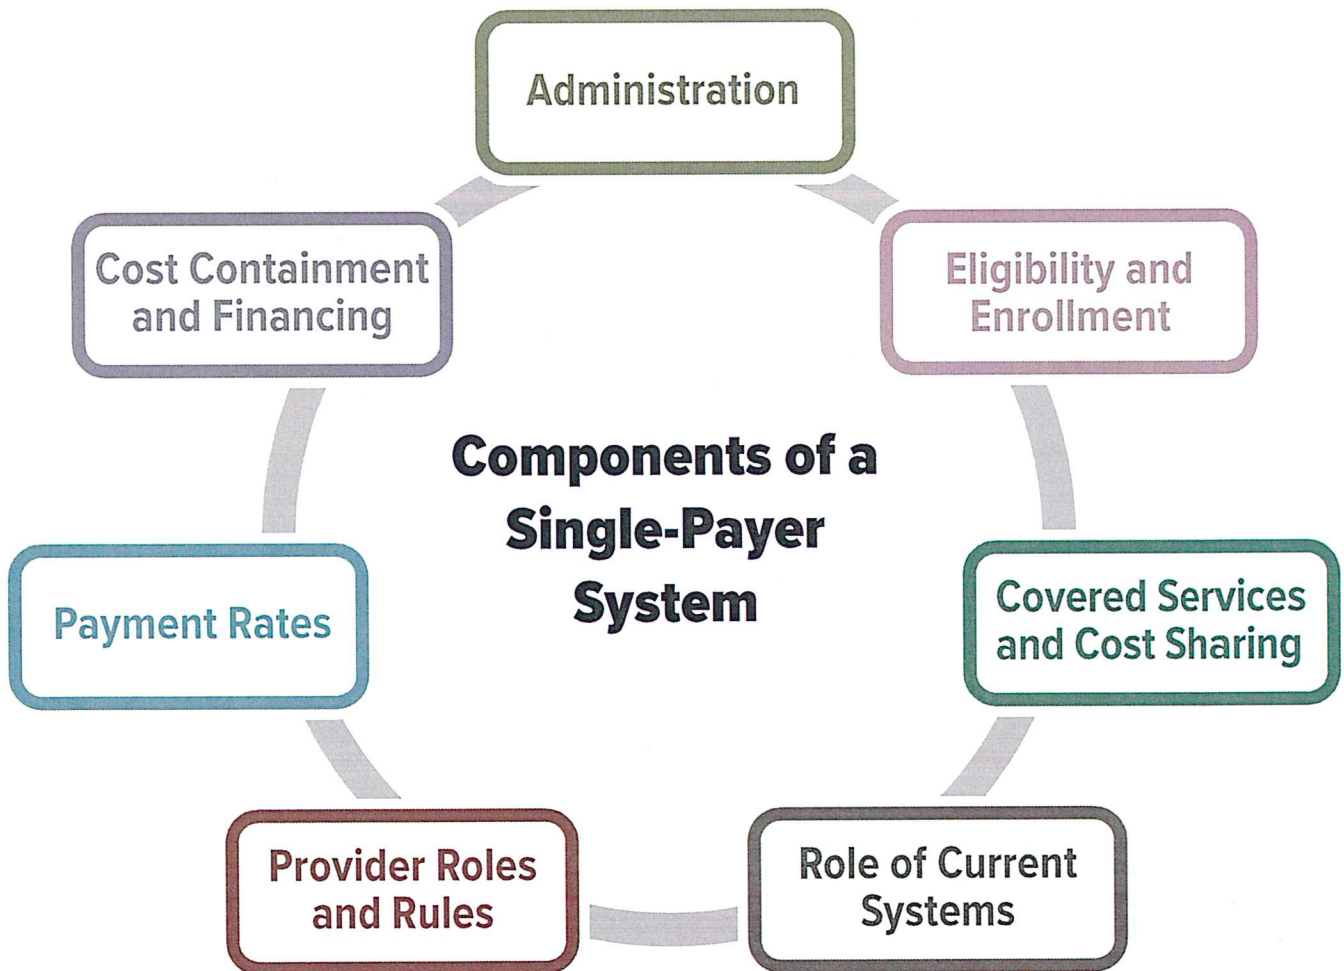 Administration
Eligibility and
Enrollment
Covered Services
and Cost Sharing
Role of Current
Systems
Provider Roles
and Rules
Payment Rates
Cost Containment
and Financing
Components of a
Single-Payer
System